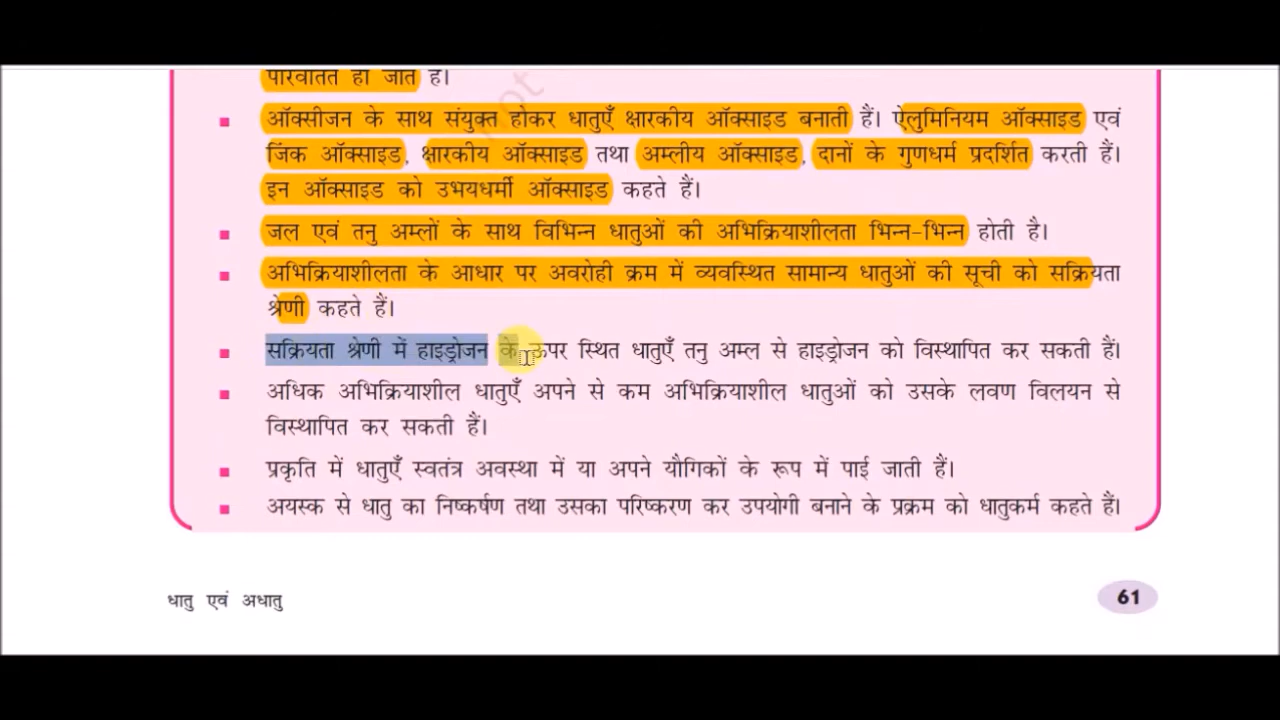 परिवर्तित हो जाते हैं।
ऑक्सीजन के साथ संयुक्त होकर धातुएँ क्षारकीय ऑक्साइड बनाती हैं। ऐलुमिनियम ऑक्साइड एवं
जिंक ऑक्साइड, क्षारकीय ऑक्साइड तथा अम्लीय ऑक्साइड, दानों के गुणधर्म प्रदर्शित करती हैं।
इन ऑक्साइड को उभयधर्मी ऑक्साइड कहते हैं।
जल एवं तनु अम्लों के साथ विभिन्न धातुओं की अभिक्रियाशीलता भिन्न-भिन्न होती है।
अभिक्रियाशीलता के आधार पर अवरोही क्रम में व्यवस्थित सामान्य धातुओं की सूची को सक्रियता
श्रेणी कहते हैं।
सक्रियता श्रेणी में हाइड्रोजन के ऊपर स्थित धातुएँ तनु अम्ल से हाइड्रोजन को विस्थापित कर सकती हैं।
अधिक अभिक्रियाशील धातुएँ अपने से कम अभिक्रियाशील धातुओं को उसके लवण विलयन से
विस्थापित कर सकती हैं।
प्रकृति में धातुएँ स्वतंत्र अवस्था में या अपने यौगिकों के रूप में पाई जाती हैं।
अयस्क से धातु का निष्कर्षण तथा उसका परिष्करण कर उपयोगी बनाने के प्रक्रम को धातुकर्म कहते हैं।
धातु एवं अधातु
61